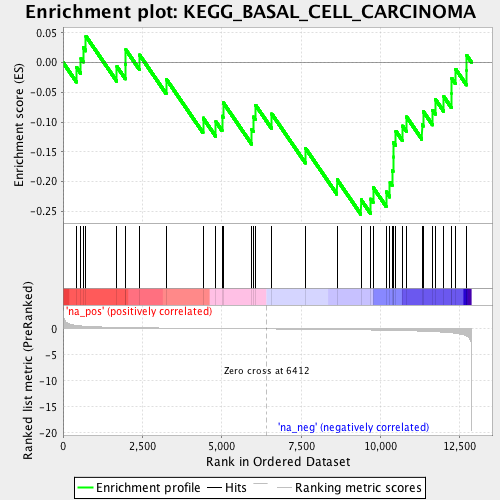 Enrichment plot: KEGG_BASAL_CELL_CARCINOMA
Enrichment score (ES)
0.05
0.00
-0.05
-0.10
-0.15
-0.20
-0.25
'na_pos' (positively correlated)
Ranked list metric (PreRanked)
0
-5
-10
-15
-20
Zero cross at 6412
'na_neg' (negatively correlated)
0
2,500
5,000
7,500
10,000
12,500
Rank in Ordered Dataset
Enrichment profile
Hits
Ranking metric scores